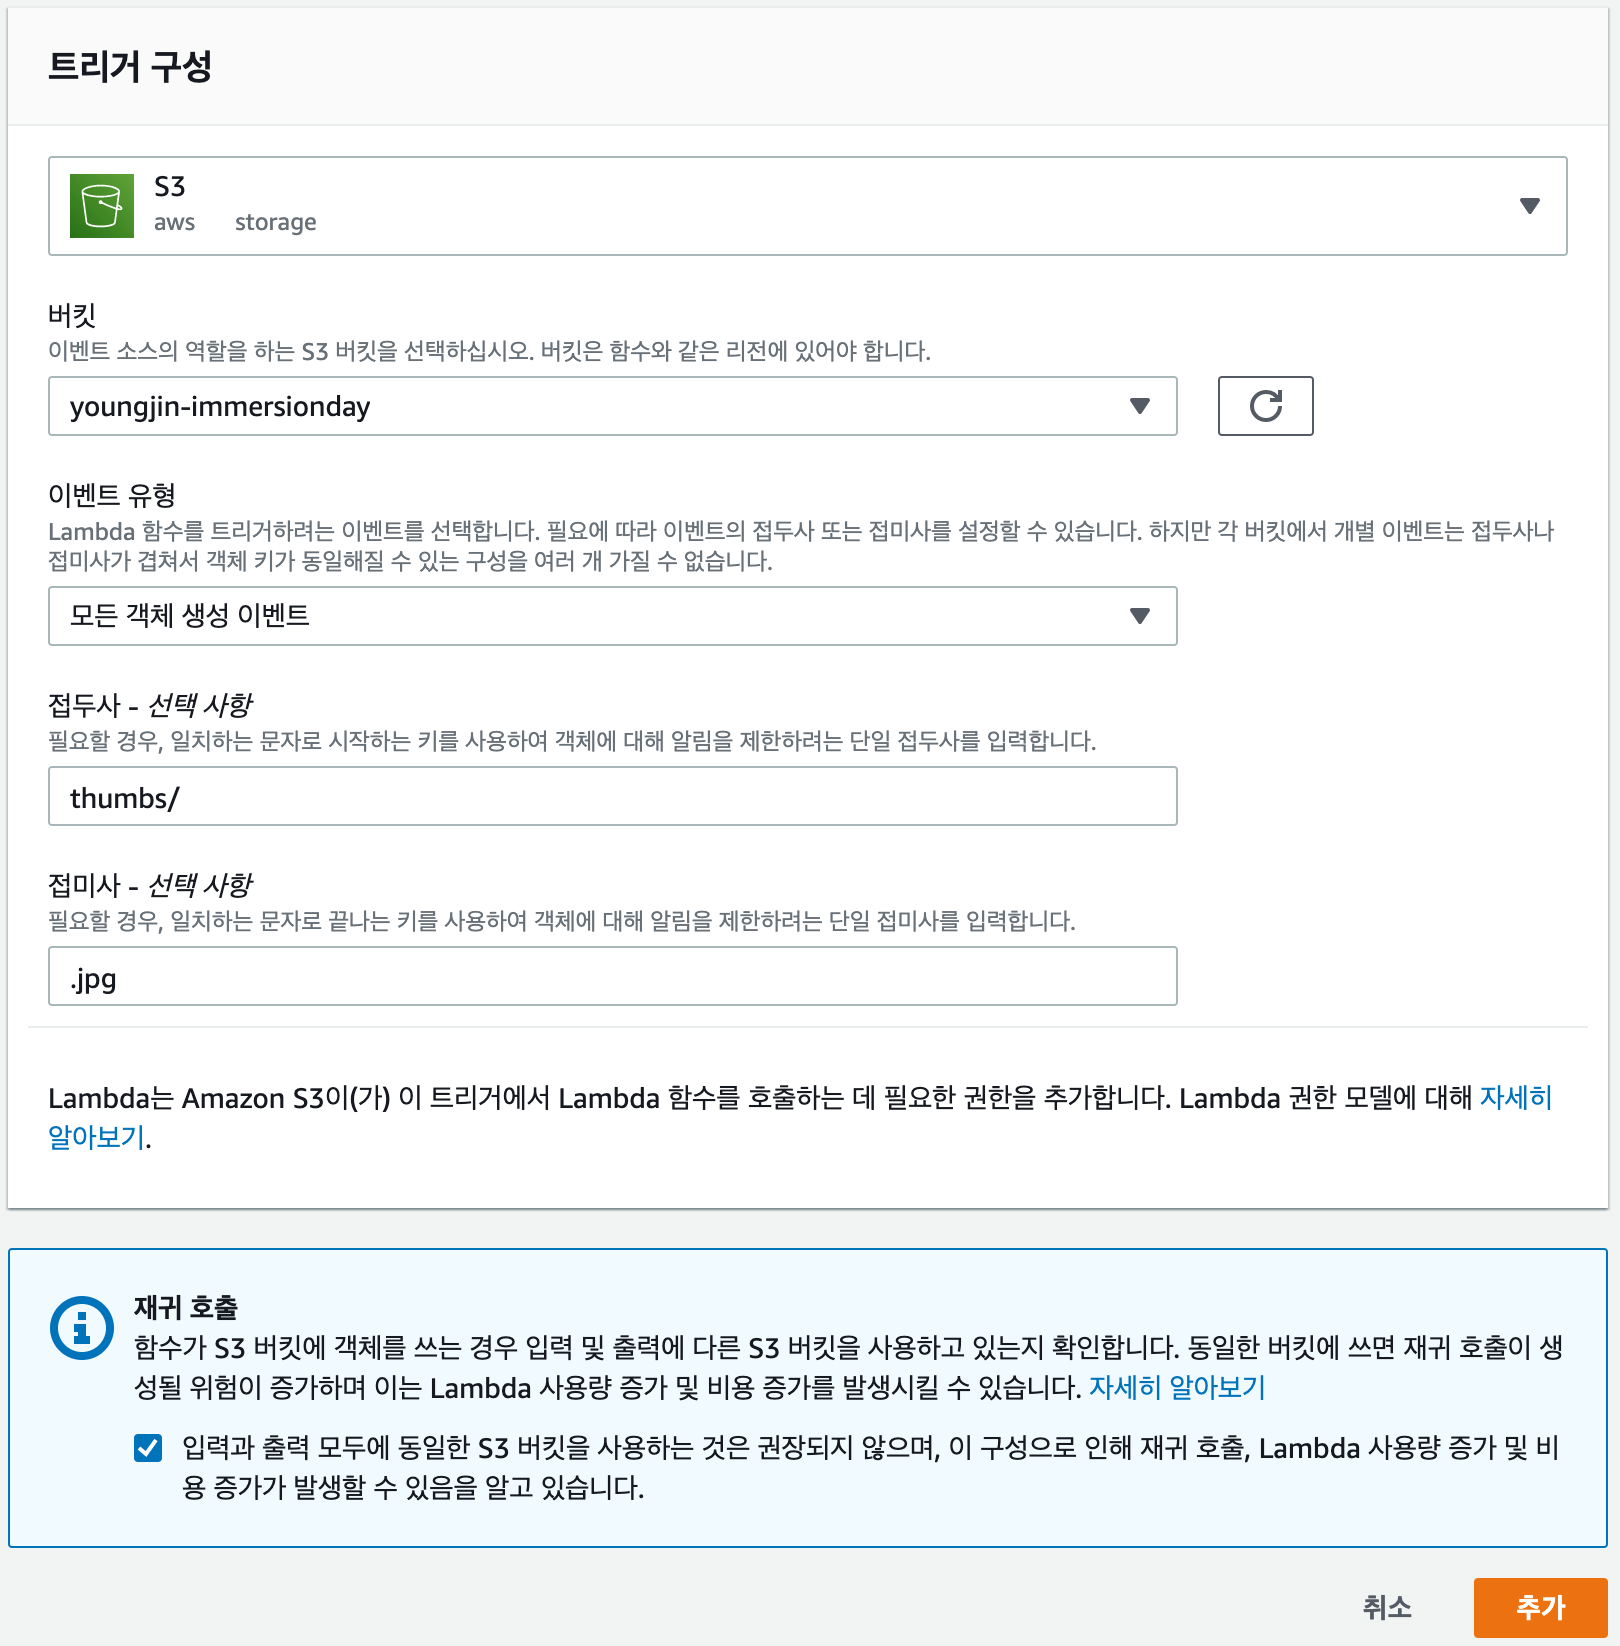 트리거 구성
S3
aws storage
버킷
이벤트 소스의 역할을 하는 S3 버킷을 선택하십시오. 버킷은 함수와 같은 리전에 있어야 합니다.
youngjin-immersionday
이벤트 유형
Lambda 함수를 트리거하려는 이벤트를 선택합니다. 필요에 따라 이벤트의 접두사 또는 접미사를 설정할 수 있습니다. 하지만 각 버킷에서 개별 이벤트는 접두사나
접미사가 겹쳐서 객체 키가 동일해질 수 있는 구성을 여러 개 가질 수 없습니다.
모든 객체 생성 이벤트
접두사 - 선택 사항
필요할 경우, 일치하는 문자로 시작하는 키를 사용하여 객체에 대해 알림을 제한하려는 단일 접두사를 입력합니다.
thumbs/
접미사 - 선택 사항
필요할 경우, 일치하는 문자로 끝나는 키를 사용하여 객체에 대해 알림을 제한하려는 단일 접미사를 입력합니다.
.jpg
Lambda는 Amazon S3이(가) 이 트리거에서 Lambda 함수를 호출하는 데 필요한 권한을 추가합니다. Lambda 권한 모델에 대해 자세히
알아보기.
재귀 호출
함수가 S3 버킷에 객체를 쓰는 경우 입력 및 출력에 다른 S3 버킷을 사용하고 있는지 확인합니다. 동일한 버킷에 쓰면 재귀 호출이 생
성될 위험이 증가하며 이는 Lambda 사용량 증가 및 비용 증가를 발생시킬 수 있습니다. 자세히 알아보기
입력과 출력 모두에 동일한 S3 버킷을 사용하는 것은 권장되지 않으며, 이 구성으로 인해 재귀 호출, Lambda 사용량 증가 및 비
용 증가가 발생할 수 있음을 알고 있습니다.
취소 추가